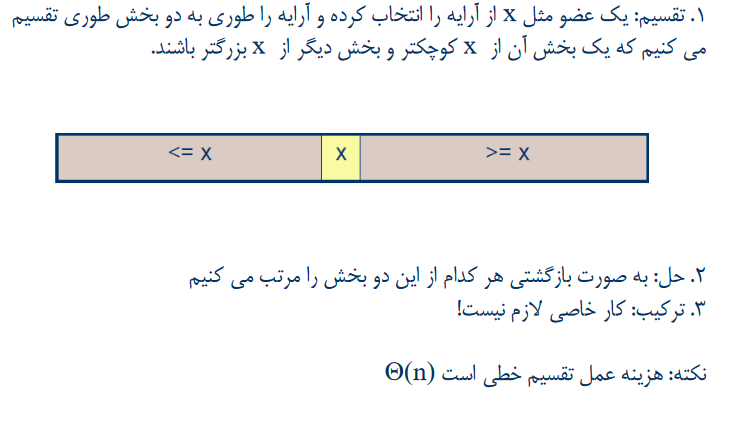 ۱. تقسیم: یک عضو مثل x از آرایه را انتخاب کرده و آرایه را طوری به دو بخش طوری تقسیم
می کنیم که یک بخش آن از x کوچکتر و بخش دیگر از x بزرگتر باشند.
<= x x >= x
۲. حل: به صورت بازگشتی هر کدام از این دو بخش را مرتب می کنیم
۳. ترکیب: کار خاصی لازم نیست!
نکته: هزینه عمل تقسیم خطی است Θ(n)